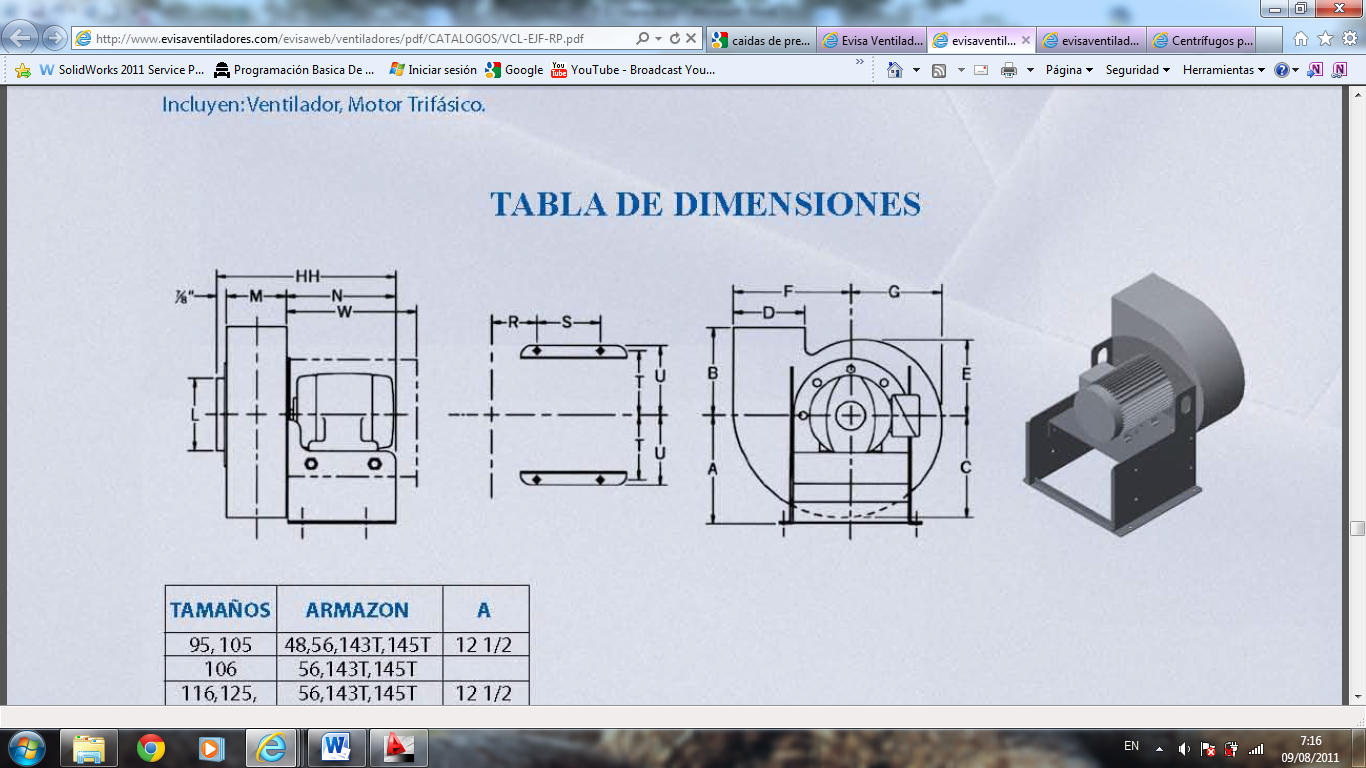 http://www.evisaventiladores.com/evisaweb/ventiladores/pdf/CATALOGOS/VCL-EJF-RP.pdf
caidas de pre...
Evisa Ventilad...
evisaventil...
evisaventilad...
Centrífugos p...
SolidWorks 2011 Service P...
Programación Basica De ...
Iniciar sesión
Google
YouTube - Broadcast You...
Página
Seguridad
Herramientas
Incluyen: Ventilador, Motor Trifásico.
TABLA DE DIMENSIONES
HH
⅞"
M
N
W
L
R
S
T
U
T
U
F
G
D
B
E
A
C
TAMAÑOS ARMAZON A
95, 105 48,56,143T,145T 12 1/2
106 56,143T,145T
116,125, 56,143T,145T 12 1/2
EN
7:16
09/08/2011